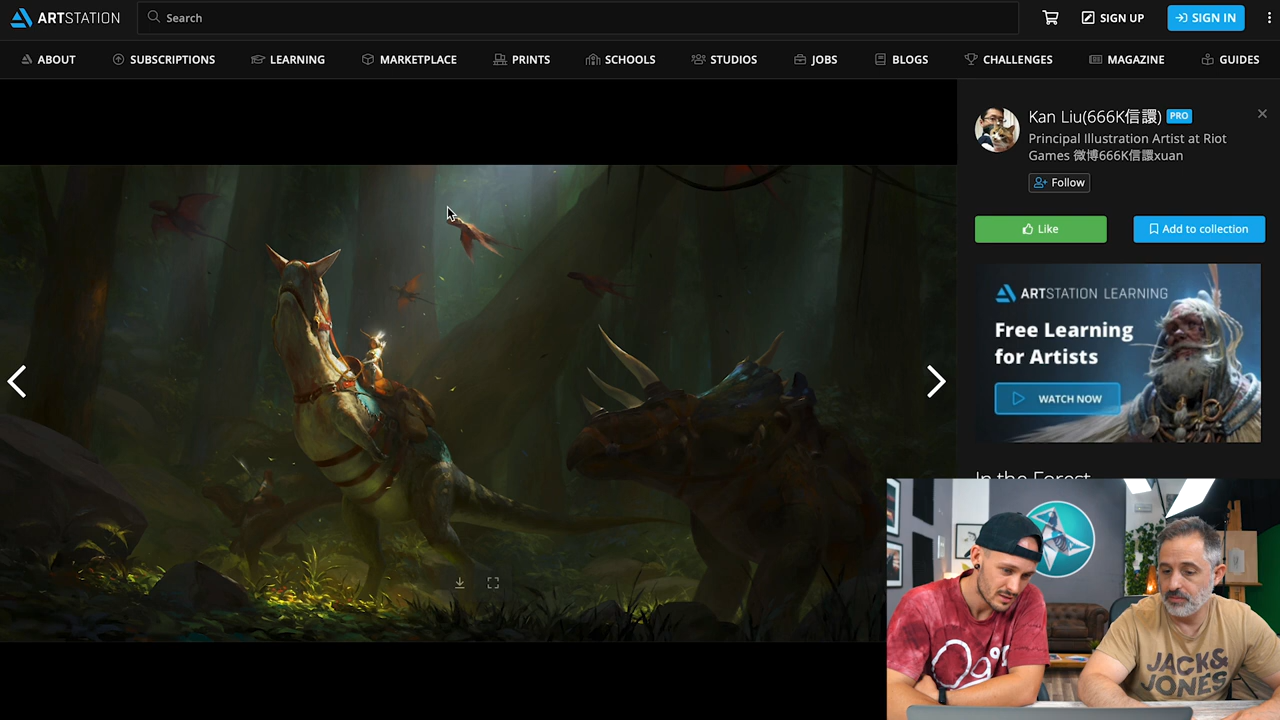 ARTSTATION
Search
SIGN UP
SIGN IN
ABOUT
SUBSCRIPTIONS
LEARNING
MARKETPLACE
PRINTS
SCHOOLS
STUDIOS
JOBS
BLOGS
CHALLENGES
MAGAZINE
GUIDES
Kan Liu(666K信譞) PRO
Principal Illustration Artist at Riot
Games 微博666K信譞xuan
Follow
Like
Add to collection
ARTSTATION LEARNING
Free Learning
for Artists
WATCH NOW
In the Forest
JACK&
JONES